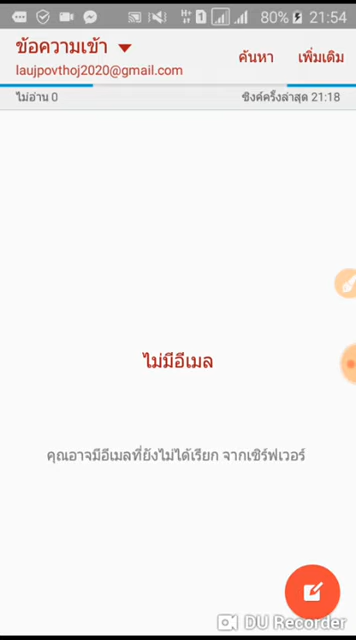 80% 21:54
ข้อความเข้า
ค้นหา เพิ่มเติม
laujpovthoj2020@gmail.com
ไม่อ่าน 0 ซิงค์ครั้งล่าสุด 21:18
ไม่มีอีเมล
คุณอาจมีอีเมลที่ยังไม่ได้เรียก จากเซิร์ฟเวอร์
DU Recorder